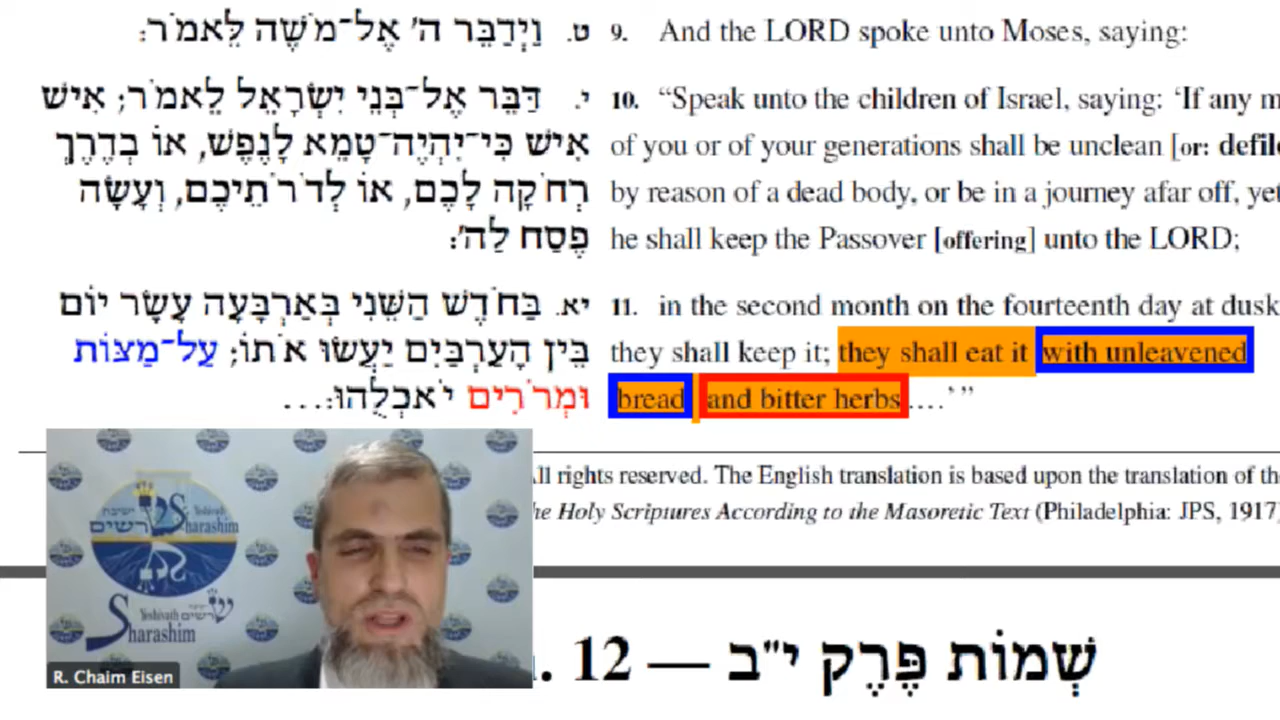 ט. וַיְדַבֵּר ה' אֶל־מֹשֶׁה לֵּאמֹר׃
9. And the LORD spoke unto Moses, saying:
י. דַּבֵּר אֶל־בְּנֵי יִשְׂרָאֵל לֵאמֹר; אִישׁ
אִישׁ כִּי־יִהְיֶה־טָמֵא לָנֶפֶשׁ, אוֹ בְדֶרֶךְ
רְחֹקָה לָכֶם, אוֹ לְדֹרֹתֵיכֶם, וְעָשָׂה
פֶסַח לַה'׃
10. “Speak unto the children of Israel, saying: ‘If any m
of you or of your generations shall be unclean [or: defile
by reason of a dead body, or be in a journey afar off, yet
he shall keep the Passover [offering] unto the LORD;
יא. בַּחֹדֶשׁ הַשֵּׁנִי בְּאַרְבָּעָה עָשָׂר יוֹם
בֵּין הָעַרְבַּיִם יַעֲשׂוּ אֹתוֹ; עַל־מַצּוֹת
וּמְרֹרִים יֹאכְלֻהוּ׃...
11. in the second month on the fourteenth day at dusk
they shall keep it; they shall eat it with unleavened
bread and bitter herbs....’”
ll rights reserved. The English translation is based upon the translation of th
he Holy Scriptures According to the Masoretic Text (Philadelphia: JPS, 1917
. 12 — שְׁמוֹת פֶּרֶק י"ב
ישיבת שרשים
Yeshivath Sharashim
Yeshivath שרשים
Sharashim
R. Chaim Eisen